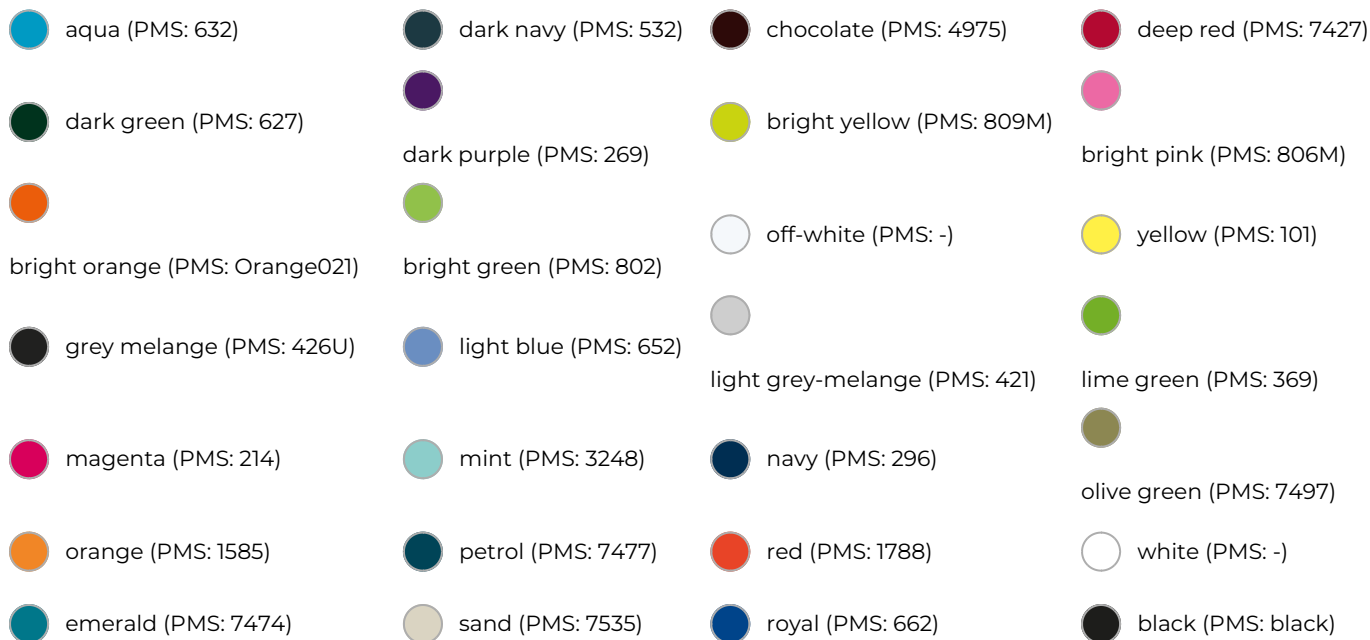 aqua (PMS: 632)
dark navy (PMS: 532)
chocolate (PMS: 4975)
deep red (PMS: 7427)
dark green (PMS: 627)
dark purple (PMS: 269)
bright yellow (PMS: 809M)
bright pink (PMS: 806M)
bright orange (PMS: Orange021)
bright green (PMS: 802)
off-white (PMS: -)
yellow (PMS: 101)
grey melange (PMS: 426U)
light blue (PMS: 652)
light grey-melange (PMS: 421)
lime green (PMS: 369)
magenta (PMS: 214)
mint (PMS: 3248)
navy (PMS: 296)
olive green (PMS: 7497)
orange (PMS: 1585)
petrol (PMS: 7477)
red (PMS: 1788)
white (PMS: -)
emerald (PMS: 7474)
sand (PMS: 7535)
royal (PMS: 662)
black (PMS: black)